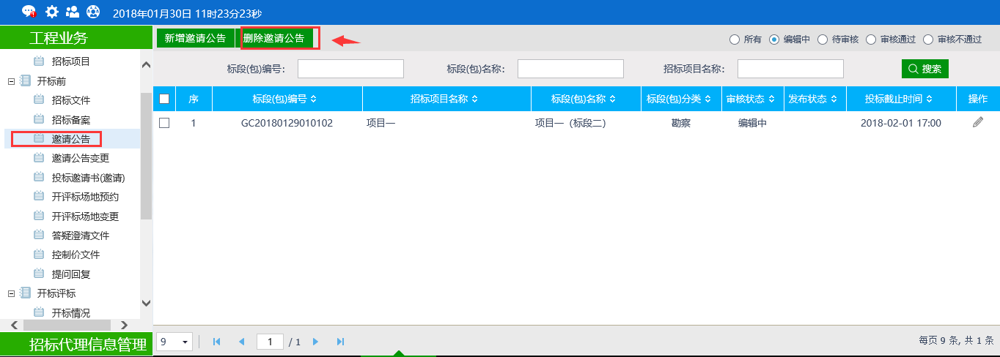 2018年01月30日 11时23分23秒
工程业务
招标项目
开标前
招标文件
招标备案
邀请公告
邀请公告变更
投标邀请书(邀请)
开评标场地预约
开评标场地变更
答疑澄清文件
控制价文件
提问回复
开标评标
开标情况
招标代理信息管理
新增邀请公告 删除邀请公告 所有 编辑中 待审核 审核通过 审核不通过
标段(包)编号: 标段(包)名称: 招标项目名称: 搜索
序 标段(包)编号 招标项目名称 标段(包)名称 标段(包)分类 审核状态 发布状态 投标截止时间 操作
1 GC20180129010102 项目一 项目一（标段二） 勘察 编辑中 2018-02-01 17:00
9 1 / 1 每页 9 条, 共 1 条